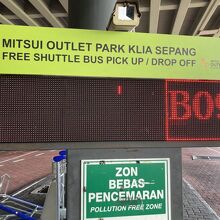 MITSUI OUTLET PARK KLIA SEPANG
FREE SHUTTLE BUS PICK UP / DROP OFF
ZON
BEBAS
PENCEMARAN
POLLUTION FREE ZONE